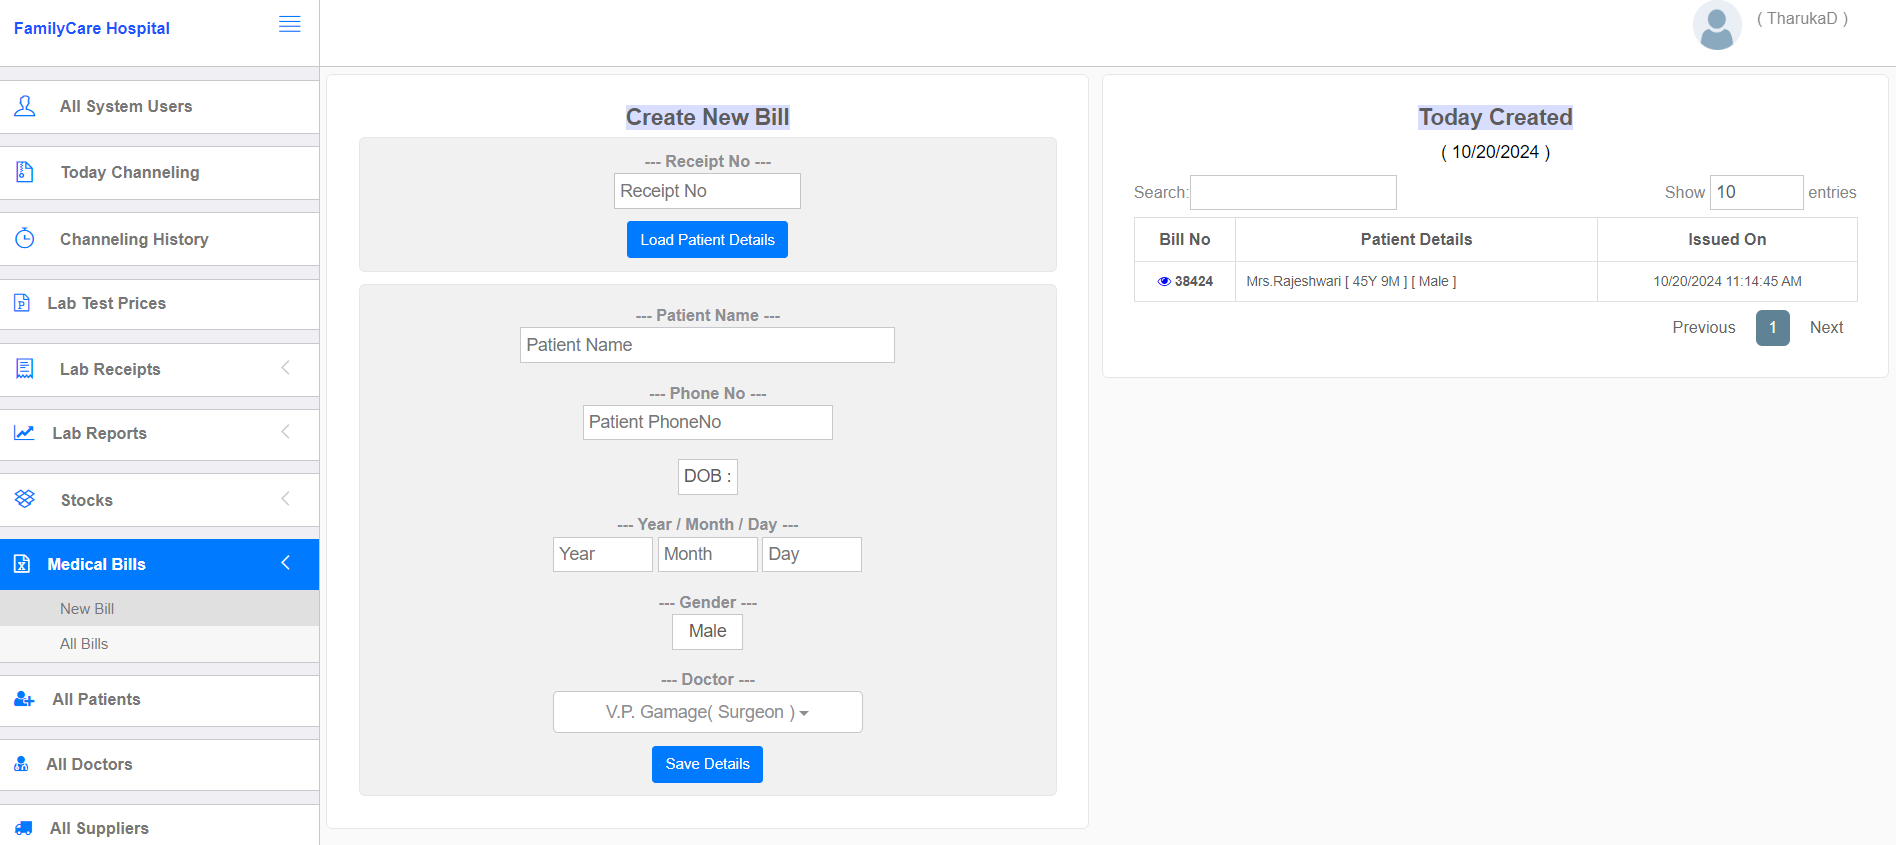 FamilyCare Hospital
( TharukaD )
All System Users
Today Channeling
Channeling History
Lab Test Prices
Lab Receipts
Lab Reports
Stocks
Medical Bills
New Bill
All Bills
All Patients
All Doctors
All Suppliers
Create New Bill
--- Receipt No ---
Receipt No
Load Patient Details
--- Patient Name ---
Patient Name
--- Phone No ---
Patient PhoneNo
DOB :
--- Year / Month / Day ---
Year Month Day
--- Gender ---
Male
--- Doctor ---
V.P. Gamage( Surgeon )
Save Details
Today Created
( 10/20/2024 )
Search: Show 10 entries
Bill No Patient Details Issued On
38424 Mrs.Rajeshwari [ 45Y 9M ] [ Male ] 10/20/2024 11:14:45 AM
Previous 1 Next